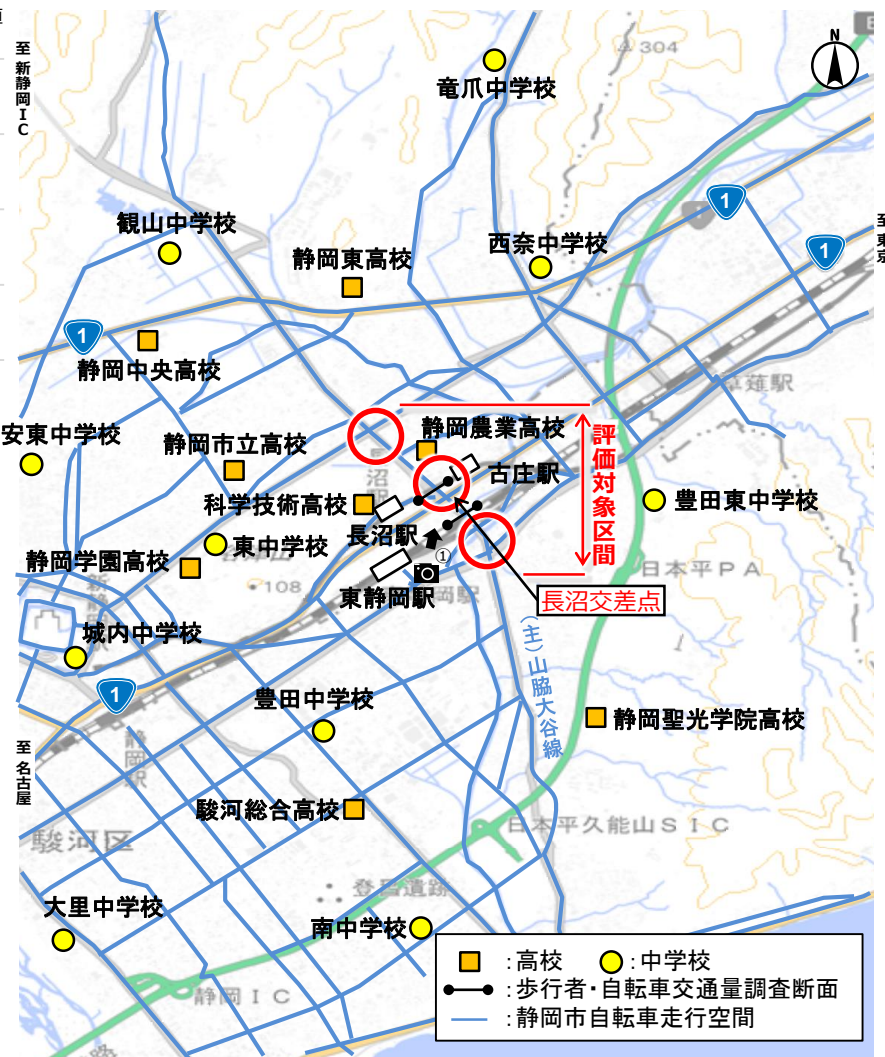 至 新静岡IC
304
N
竜爪中学校
1
至 東京
観山中学校
西奈中学校
静岡東高校
1
1
静岡中央高校
草薙駅
安東中学校
静岡市立高校
静岡農業高校
評価対象区間
古庄駅
科学技術高校
豊田東中学校
長沼駅
東中学校
静岡学園高校
①
108
日本平PA
東静岡駅
長沼交差点
城内中学校
(主)山脇大谷線
1
豊田中学校
静岡聖光学院高校
静岡駅
至 名古屋
駿河総合高校
日本平久能山SIC
駿河区
登呂遺跡
大里中学校
南中学校
静岡IC
:高校
:中学校
:歩行者・自転車交通量調査断面
:静岡市自転車走行空間